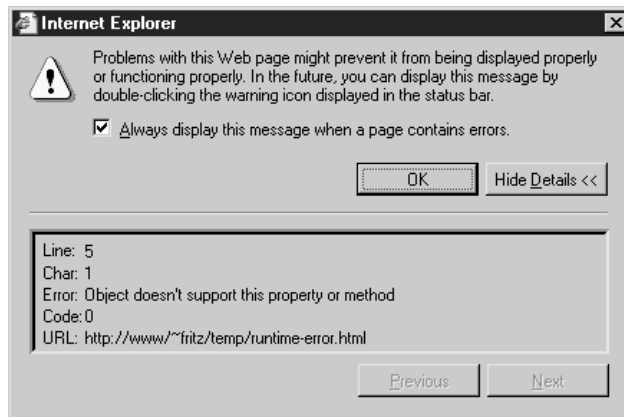 Internet Explorer
Problems with this Web page might prevent it from being displayed properly
or functioning properly. In the future, you can display this message by
double-clicking the warning icon displayed in the status bar.
Always display this message when a page contains errors.
OK
Hide Details <<
Line: 5
Char: 1
Error: Object doesn't support this property or method
Code:0
URL: http://www/~fritz/temp/runtime-error.html
Previous
Next